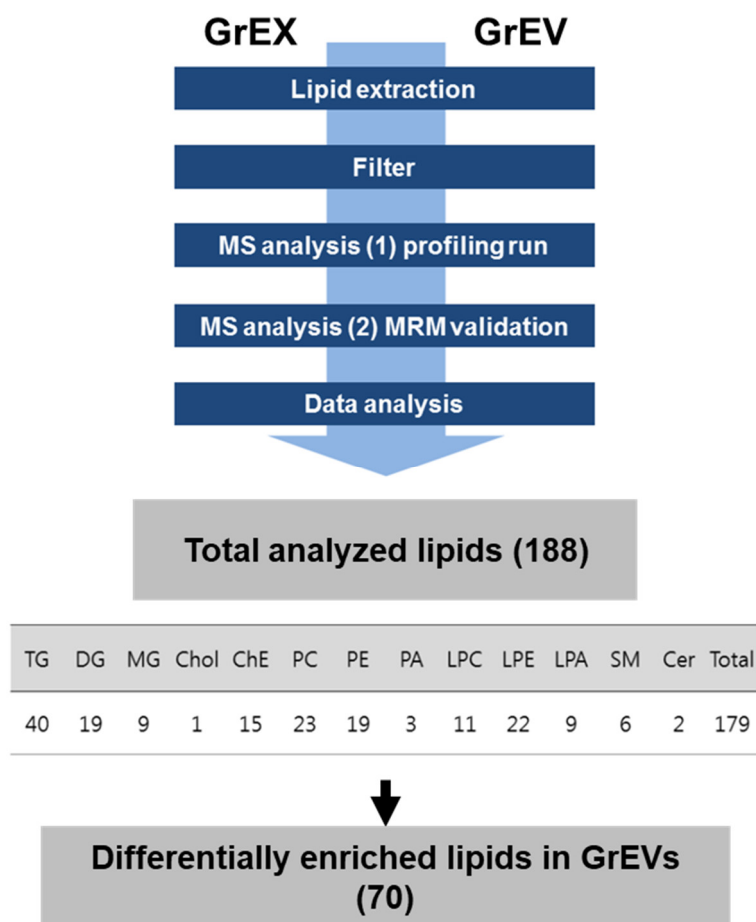 GrEX GrEV
Lipid extraction
Filter
MS analysis (1) profiling run
MS analysis (2) MRM validation
Data analysis
Total analyzed lipids (188)
TG DG MG Chol ChE PC PE PA LPC LPE LPA SM Cer Total
40 19 9 1 15 23 19 3 11 22 9 6 2 179
Differentially enriched lipids in GrEVs
(70)